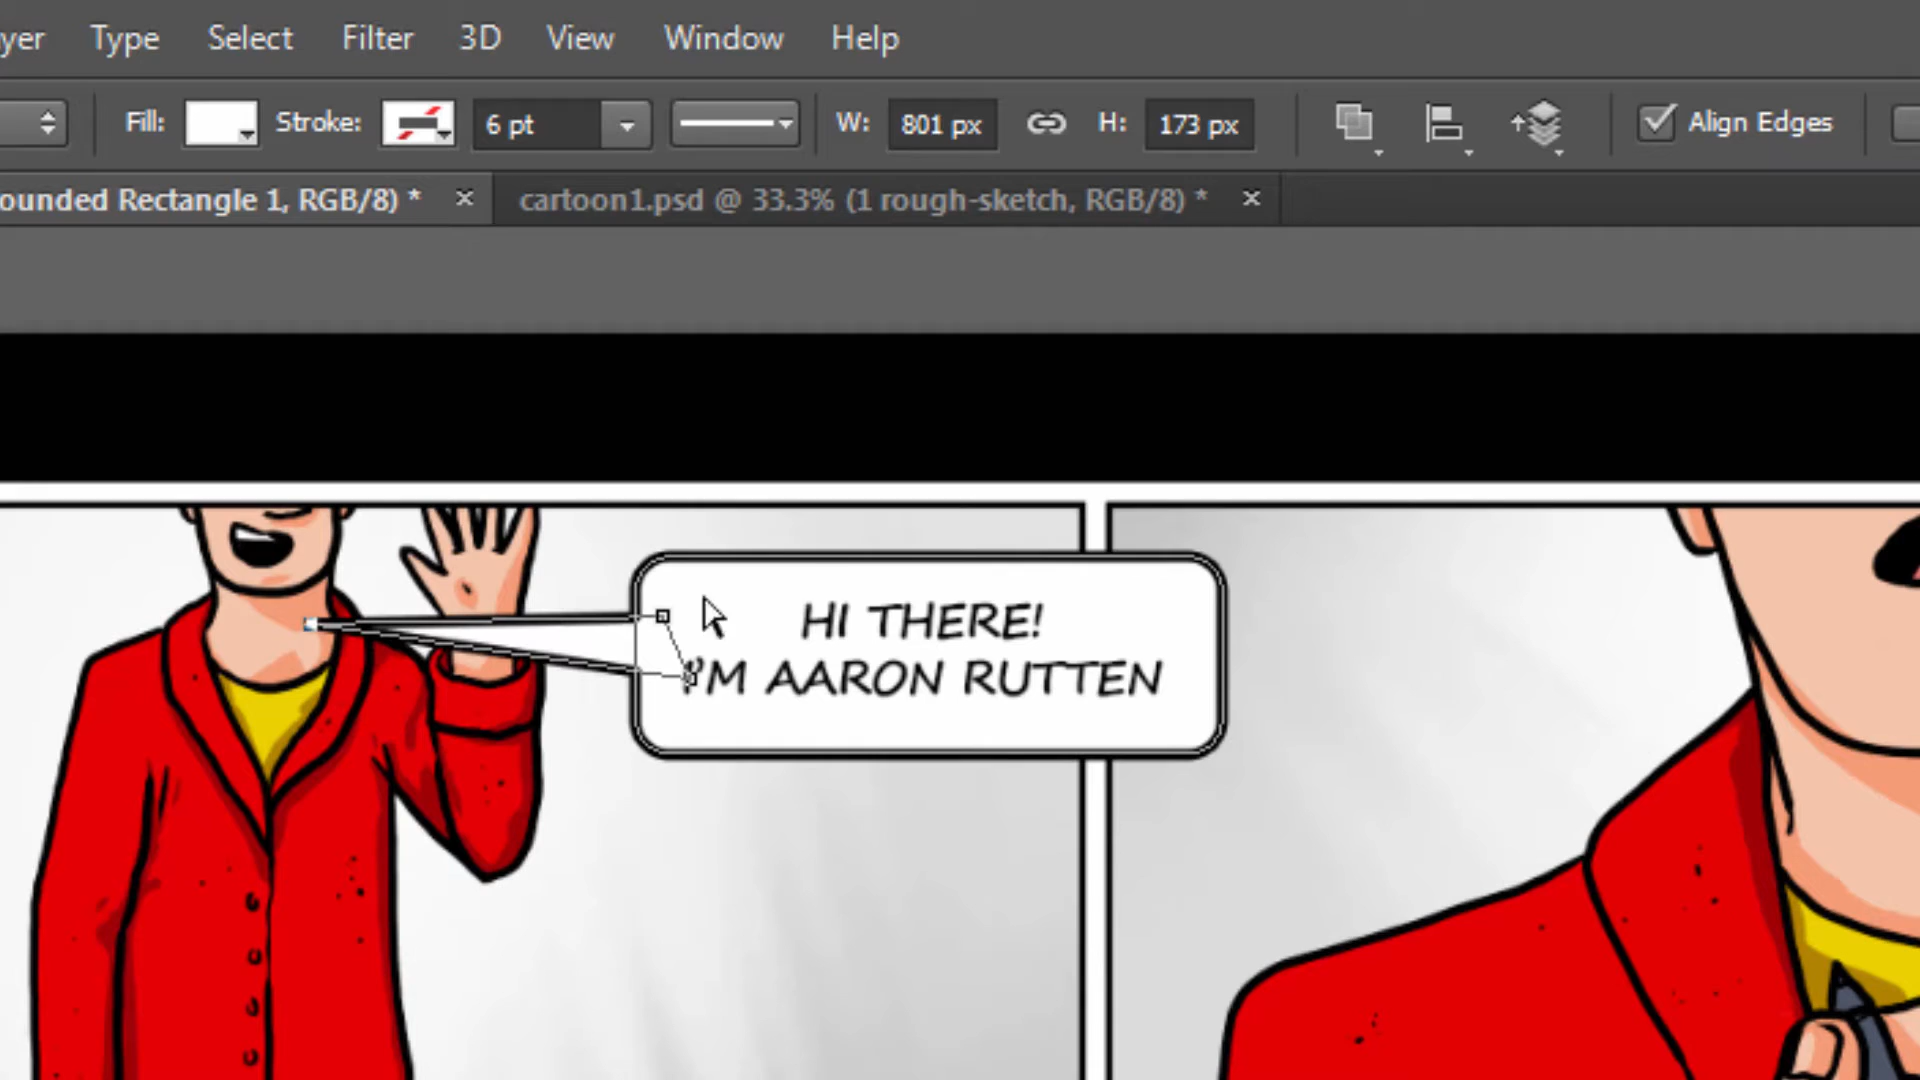 yer Type Select Filter 3D View Window Help
Fill: Stroke: 6 pt W: 801 px H: 173 px Align Edges
ounded Rectangle 1, RGB/8) * × cartoon1.psd @ 33.3% (1 rough-sketch, RGB/8) * ×
HI THERE!
I'M AARON RUTTEN